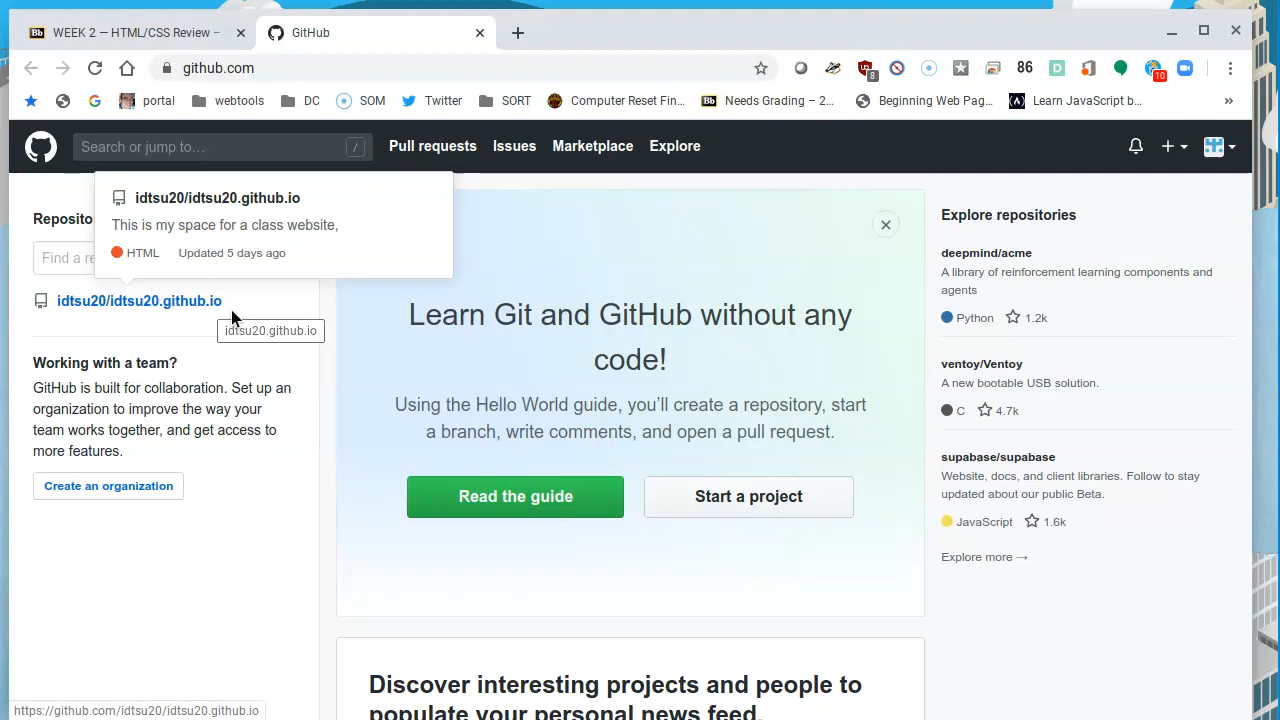 WEEK 2 — HTML/CSS Review –
GitHub
github.com
8
86
10
portal
webtools
DC
SOM
Twitter
SORT
Computer Reset Fin...
Needs Grading – 2...
Beginning Web Pag...
Learn JavaScript b...
»
Search or jump to...
/
Pull requests
Issues
Marketplace
Explore
idtsu20/idtsu20.github.io
This is my space for a class website,
HTML Updated 5 days ago
Reposito
Find a re
idtsu20/idtsu20.github.io
idtsu20.github.io
Working with a team?
GitHub is built for collaboration. Set up an
organization to improve the way your
team works together, and get access to
more features.
Create an organization
Learn Git and GitHub without any
code!
Using the Hello World guide, you’ll create a repository, start
a branch, write comments, and open a pull request.
Read the guide
Start a project
Discover interesting projects and people to
populate your personal news feed.
Explore repositories
deepmind/acme
A library of reinforcement learning components and
agents
Python 1.2k
ventoy/Ventoy
A new bootable USB solution.
C 4.7k
supabase/supabase
Website, docs, and client libraries. Follow to stay
updated about our public Beta.
JavaScript 1.6k
Explore more →
https://github.com/idtsu20/idtsu20.github.io